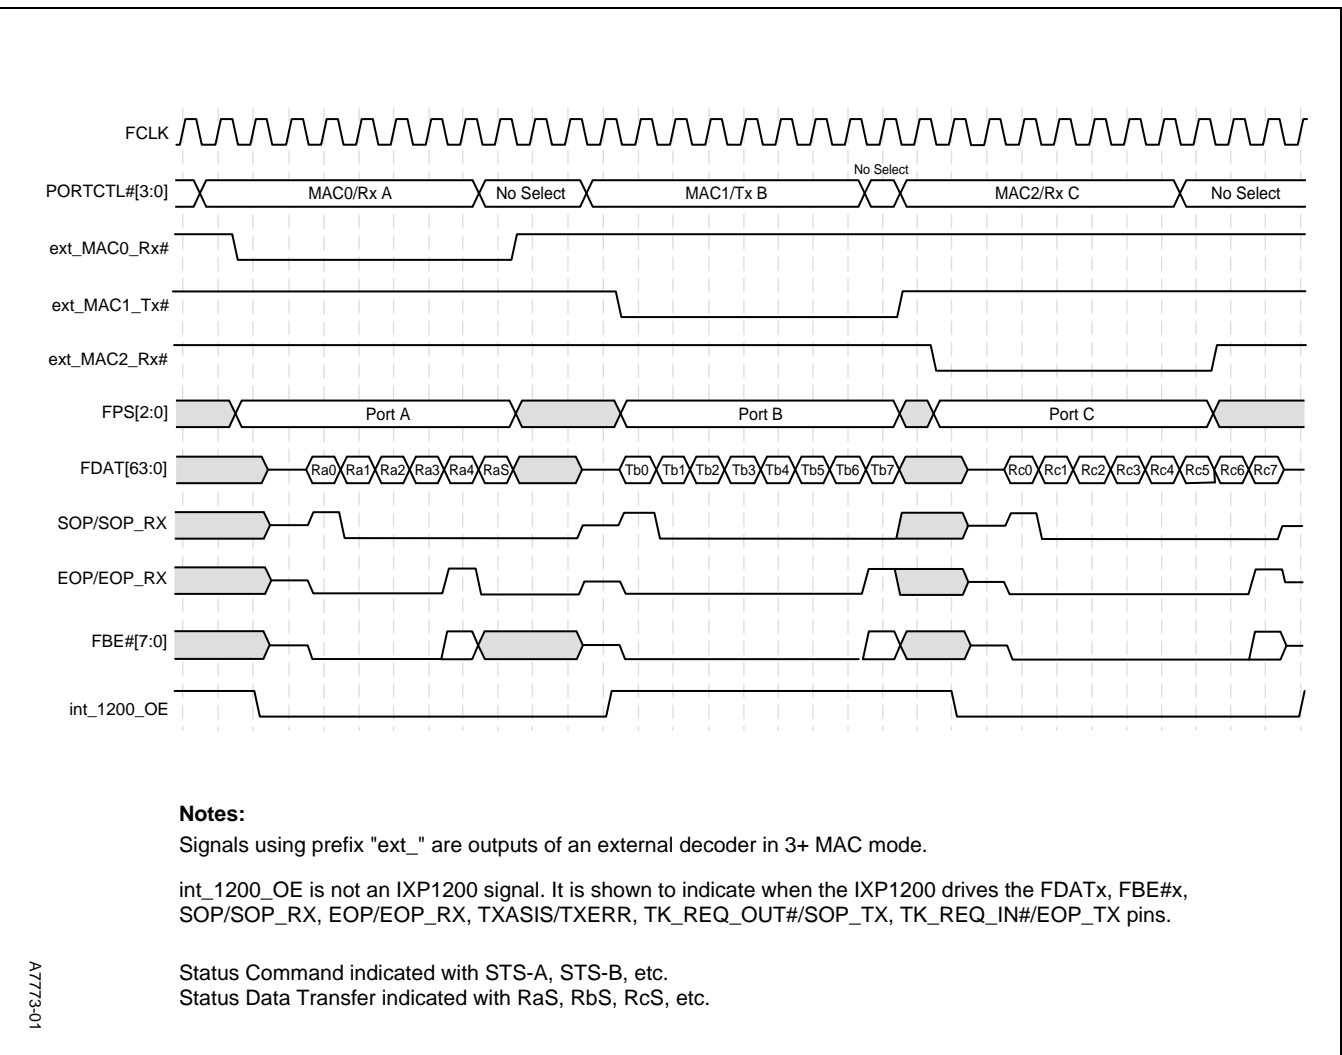 FCLK
No Select
PORTCTL#[3:0] MAC0/Rx A No Select MAC1/Tx B MAC2/Rx C No Select
ext_MAC0_Rx#
ext_MAC1_Tx#
ext_MAC2_Rx#
FPS[2:0] Port A Port B Port C
FDAT[63:0] Ra0 Ra1 Ra2 Ra3 Ra4 RaS Tb0 Tb1 Tb2 Tb3 Tb4 Tb5 Tb6 Tb7 Rc0 Rc1 Rc2 Rc3 Rc4 Rc5 Rc6 Rc7
SOP/SOP_RX
EOP/EOP_RX
FBE#[7:0]
int_1200_OE
Notes:
Signals using prefix "ext_" are outputs of an external decoder in 3+ MAC mode.
int_1200_OE is not an IXP1200 signal. It is shown to indicate when the IXP1200 drives the FDATx, FBE#x,
SOP/SOP_RX, EOP/EOP_RX, TXASIS/TXERR, TK_REQ_OUT#/SOP_TX, TK_REQ_IN#/EOP_TX pins.
Status Command indicated with STS-A, STS-B, etc.
Status Data Transfer indicated with RaS, RbS, RcS, etc.
A7773-01